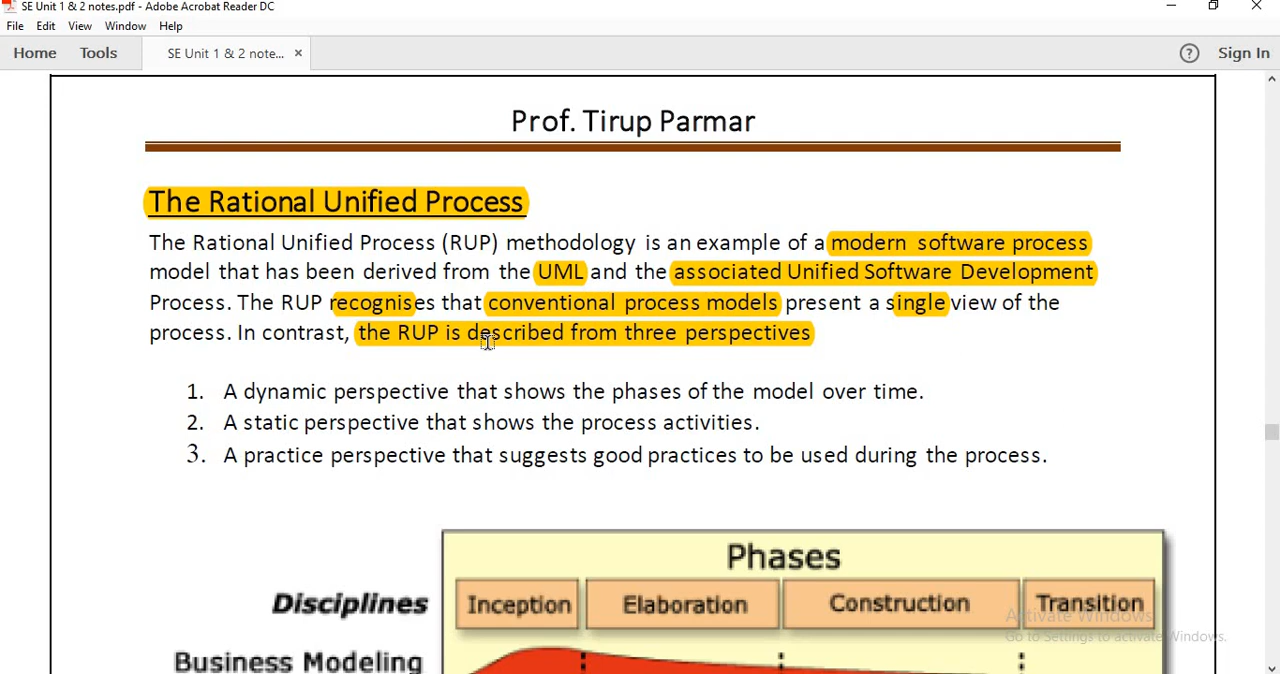 SE Unit 1 & 2 notes.pdf - Adobe Acrobat Reader DC
File Edit View Window Help
Home Tools SE Unit 1 & 2 note... × ? Sign In
Prof. Tirup Parmar
The Rational Unified Process
The Rational Unified Process (RUP) methodology is an example of a modern software process
model that has been derived from the UML and the associated Unified Software Development
Process. The RUP recognises that conventional process models present a single view of the
process. In contrast, the RUP is described from three perspectives
1. A dynamic perspective that shows the phases of the model over time.
2. A static perspective that shows the process activities.
3. A practice perspective that suggests good practices to be used during the process.
Phases
Disciplines Inception Elaboration Construction Transition
Activate Windows
Go to Settings to activate Windows.
Business Modeling